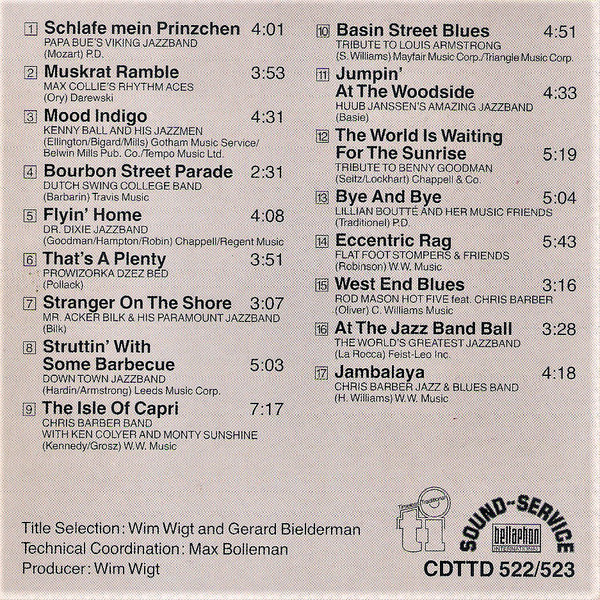 1 Schlafe mein Prinzchen 4:01
PAPA BUE'S VIKING JAZZBAND
(Mozart) P.D.
2 Muskrat Ramble 3:53
MAX COLLIE'S RHYTHM ACES
(Ory) Darewski
3 Mood Indigo 4:31
KENNY BALL AND HIS JAZZMEN
(Ellington/Bigard/Mills) Gotham Music Service/
Belwin Mills Pub. Co./Tempo Music Ltd.
4 Bourbon Street Parade 2:31
DUTCH SWING COLLEGE BAND
(Barbarin) Travis Music
5 Flyin' Home 4:08
DR. DIXIE JAZZBAND
(Goodman/Hampton/Robin) Chappell/Regent Music
6 That's A Plenty 3:51
PROWIZORKA DZEZ BED
(Pollack)
7 Stranger On The Shore 3:07
MR. ACKER BILK & HIS PARAMOUNT JAZZBAND
(Bilk)
8 Struttin' With
Some Barbecue 5:03
DOWN TOWN JAZZBAND
(Hardin/Armstrong) Leeds Music Corp.
9 The Isle Of Capri 7:17
CHRIS BARBER BAND
WITH KEN COLYER AND MONTY SUNSHINE
(Kennedy/Grosz) W.W. Music
10 Basin Street Blues 4:51
TRIBUTE TO LOUIS ARMSTRONG
(S. Williams) Mayfair Music Corp./Triangle Music Corp.
11 Jumpin'
At The Woodside 4:33
HUUB JANSSEN'S AMAZING JAZZBAND
(Basie)
12 The World Is Waiting
For The Sunrise 5:19
TRIBUTE TO BENNY GOODMAN
(Seitz/Lockhart) Chappell & Co.
13 Bye And Bye 5:04
LILLIAN BOUTTÉ AND HER MUSIC FRIENDS
(Traditionel) P.D.
14 Eccentric Rag 5:43
FLAT FOOT STOMPERS & FRIENDS
(Robinson) W.W. Music
15 West End Blues 3:16
ROD MASON HOT FIVE feat. CHRIS BARBER
(Oliver) C. Williams Music
16 At The Jazz Band Ball 3:28
THE WORLD'S GREATEST JAZZBAND
(La Rocca) Feist-Leo Inc.
17 Jambalaya 4:18
CHRIS BARBER JAZZ & BLUES BAND
(H. Williams) W.W. Music
Title Selection: Wim Wigt and Gerard Bielderman
Technical Coordination: Max Bolleman
Producer: Wim Wigt
Timeless Traditional
SOUND-SERVICE
bellaphon
INTERNATIONAL
CDTTD 522/523